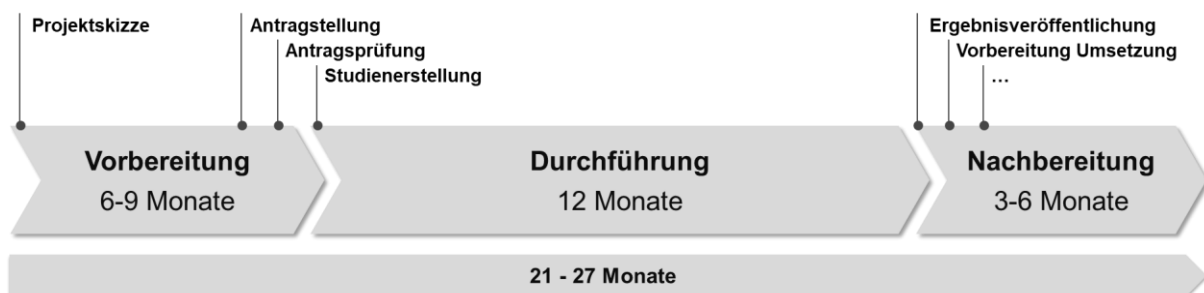 Projektskizze
Antragstellung
Antragsprüfung
Studienerstellung
Ergebnisveröffentlichung
Vorbereitung Umsetzung
...
Vorbereitung
6-9 Monate
Durchführung
12 Monate
Nachbereitung
3-6 Monate
21 - 27 Monate